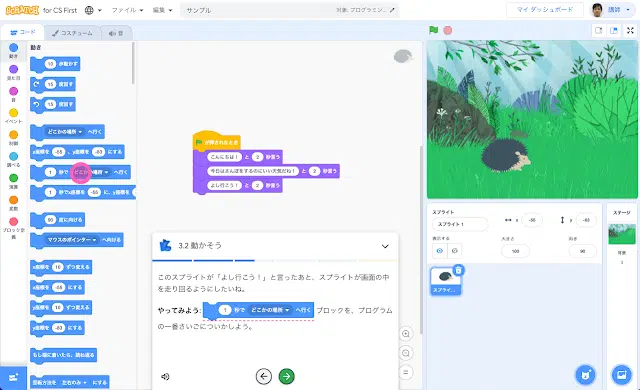 SCRATCH for CS First
ファイル
編集
サンプル
対象: プログラミン...
マイ ダッシュボード
講師
コード
コスチューム
音
動き
見た目
音
イベント
制御
調べる
演算
変数
ブロック定義
動き
10 歩動かす
15 度回す
15 度回す
どこかの場所 へ行く
x座標を -55 、y座標を -63 にする
1 秒で どこかの場所 へ行く
1 秒でx座標を -55 に、y座標を
90 度に向ける
マウスのポインター へ向ける
x座標を 10 ずつ変える
x座標を -55 にする
y座標を 10 ずつ変える
y座標を -63 にする
もし端に着いたら、跳ね返る
回転方法を 左右のみ にする
が押されたとき
こんにちは! と 2 秒言う
今日はさんぽをするのにいい天気だね! と 2 秒言う
よし行こう! と 2 秒言う
3.2 動かそう
このスプライトが「よし行こう!」と言ったあと、スプライトが画面の中
を走り回るようにしたいね。
やってみよう: 1 秒で どこかの場所 へ行く ブロックを、プログラム
の一番さいごについかしよう。
スプライト
スプライト1
x -55
y -63
表示する
大きさ
100
向き
90
スプライ...
ステージ
背景